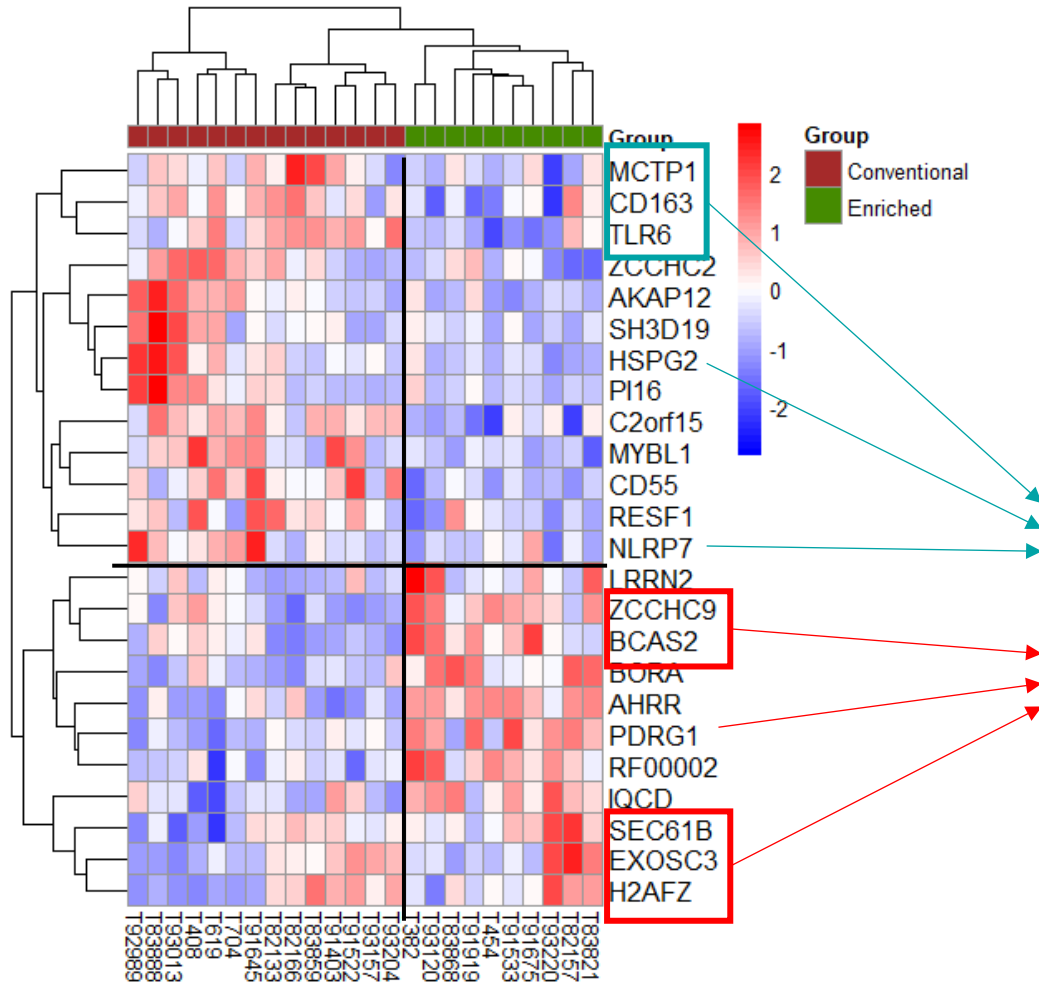 Group
MCTP1
CD163
TLR6
ZCCHC2
AKAP12
SH3D19
HSPG2
PI16
C2orf15
MYBL1
CD55
RESF1
NLRP7
LRRN2
ZCCHC9
BCAS2
BORA
AHRR
PDRG1
RF00002
IQCD
SEC61B
EXOSC3
H2AFZ
2
1
0
-1
-2
Group
Conventional
Enriched
T92989
T83888
T93013
T408
T619
T704
T91645
T82133
T82166
T83859
T91403
T91522
T93157
T93204
T382
T93120
T83868
T91919
T454
T91533
T91675
T93220
T82157
T83821